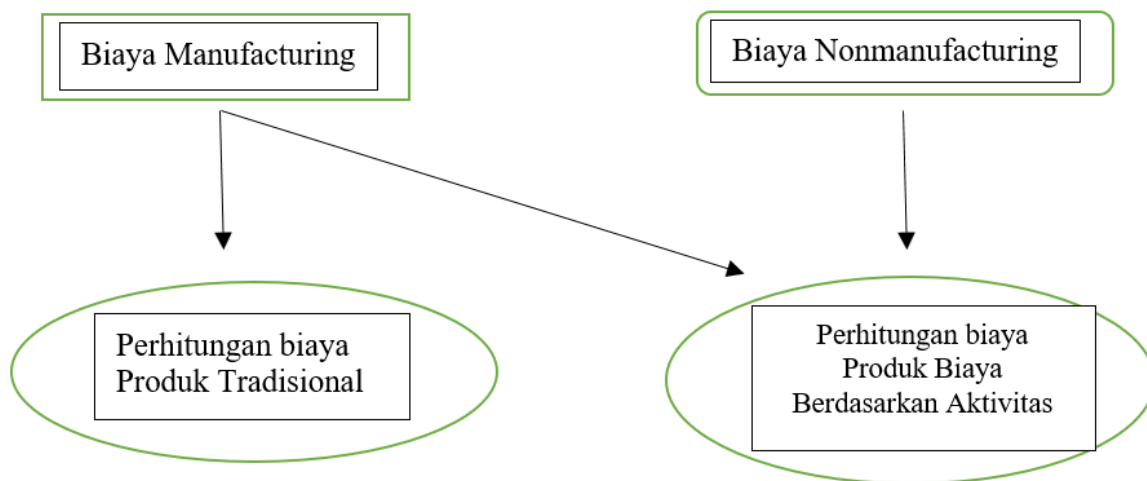 Biaya Manufacturing
Biaya Nonmanufacturing
Perhitungan biaya
Produk Tradisional
Perhitungan biaya
Produk Biaya
Berdasarkan Aktivitas